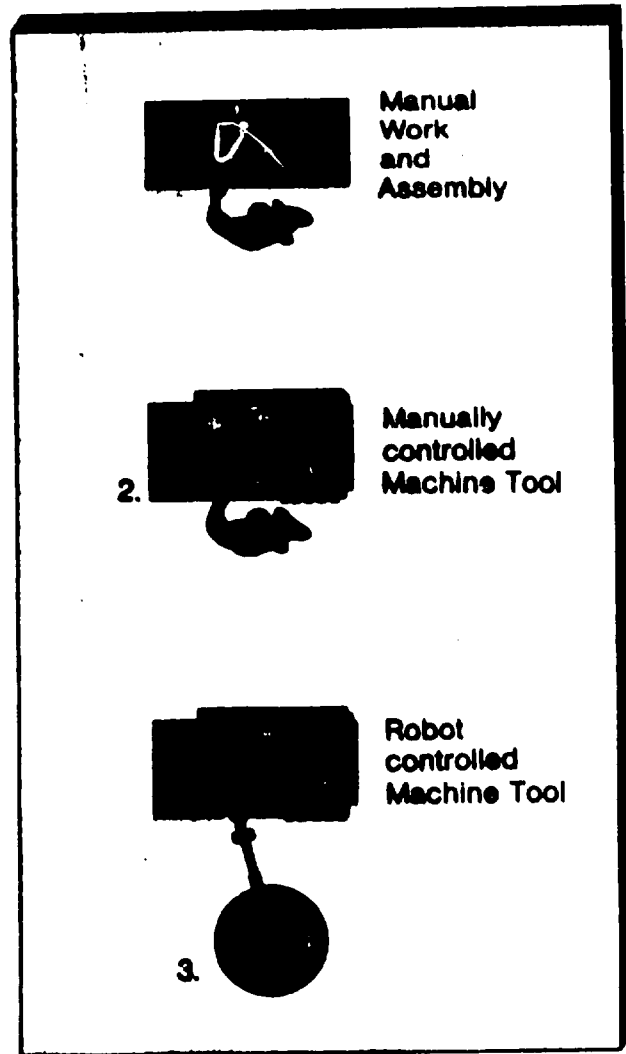 Manual
Work
and
Assembly
2.
Manually
controlled
Machine Tool
Robot
controlled
Machine Tool
3.